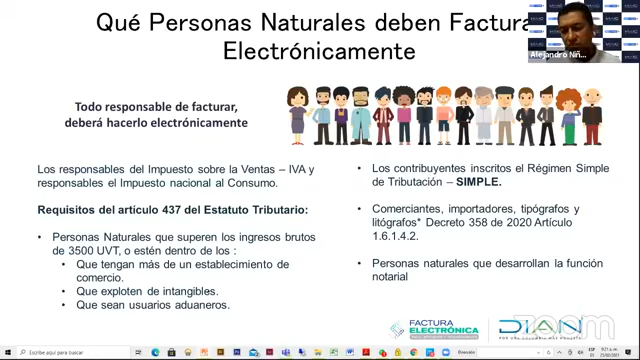 Qué Personas Naturales deben Factura
Electrónicamente
Alejandro Niñ...
Todo responsable de facturar,
deberá hacerlo electrónicamente
Los responsables del Impuesto sobre la Ventas – IVA y
responsables el Impuesto nacional al Consumo.
Requisitos del artículo 437 del Estatuto Tributario:
• Personas Naturales que superen los ingresos brutos
de 3500 UVT, o estén dentro de los :
• Que tengan más de un establecimiento de
comercio.
• Que exploten de intangibles.
• Que sean usuarios aduaneros.
• Los contribuyentes inscritos el Régimen Simple
de Tributación – SIMPLE.
• Comerciantes, importadores, tipógrafos y
litógrafos* Decreto 358 de 2020 Artículo
1.6.1.4.2.
• Personas naturales que desarrollan la función
notarial
FACTURA
ELECTRÓNICA
DIAN
zoom
Escribe aquí para buscar